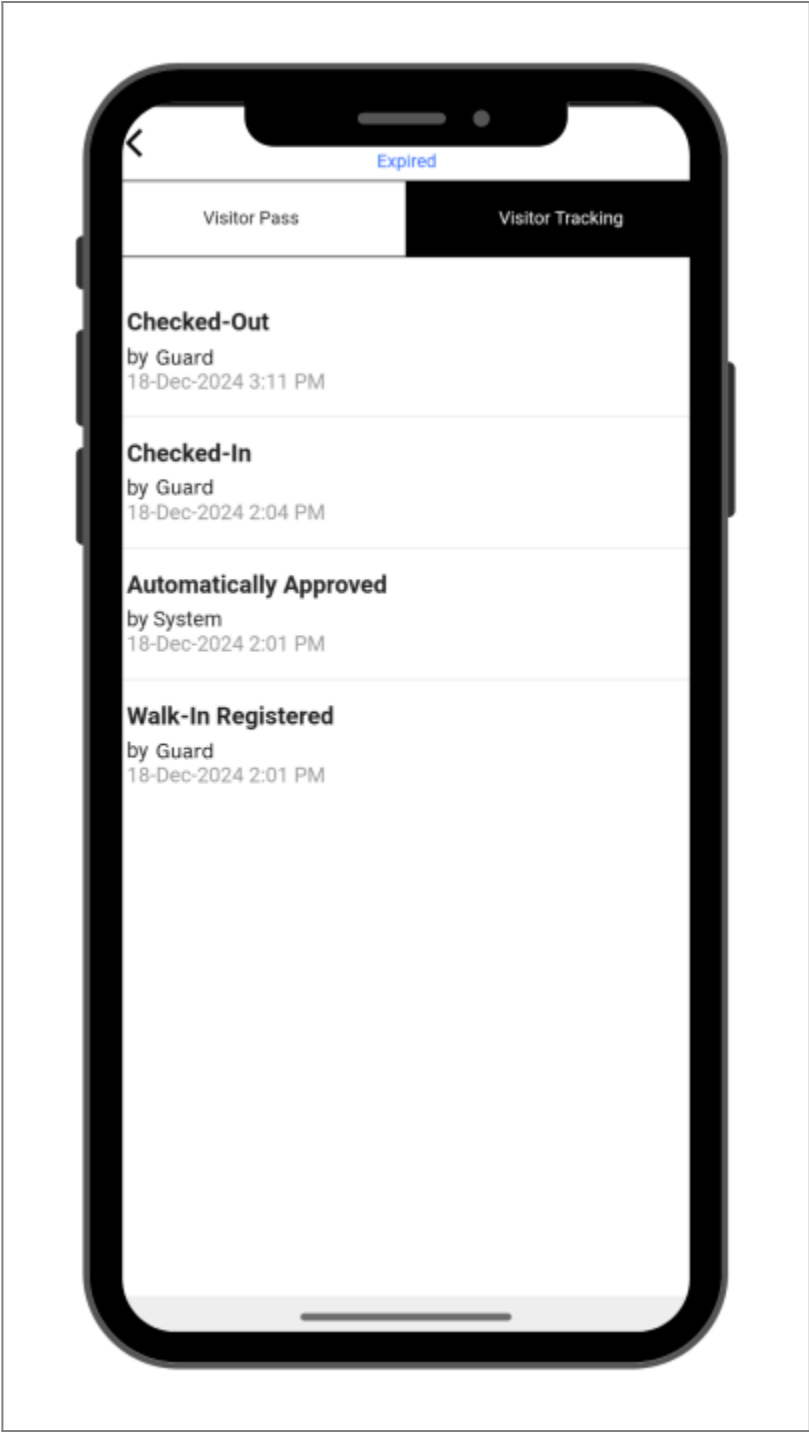 Expired
Visitor Pass
Visitor Tracking
Checked-Out
by Guard
18-Dec-2024 3:11 PM
Checked-In
by Guard
18-Dec-2024 2:04 PM
Automatically Approved
by System
18-Dec-2024 2:01 PM
Walk-In Registered
by Guard
18-Dec-2024 2:01 PM